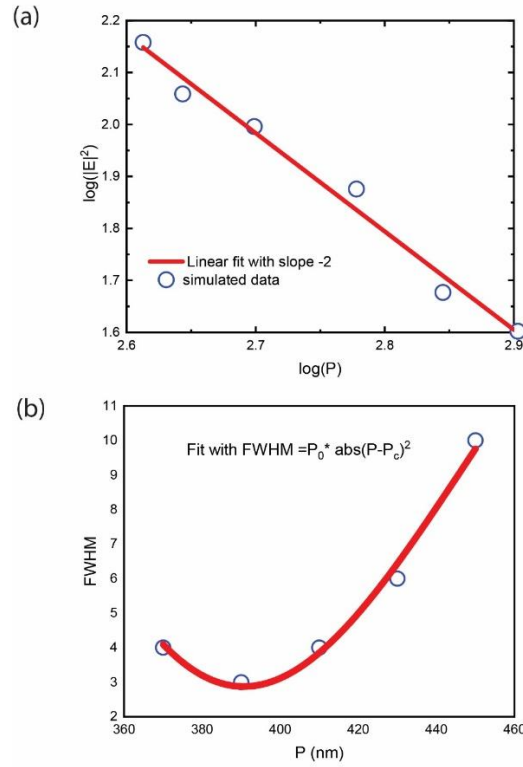 (a)
2.2
2.1
2.0
1.9
1.8
1.7
1.6
log(|E|²)
Linear fit with slope -2
simulated data
2.6 2.7 2.8 2.9
log(P)
(b)
11
10
9
8
7
6
5
4
3
2
FWHM
Fit with FWHM =P₀* abs(P-P꜀)²
360 380 400 420 440 460
P (nm)